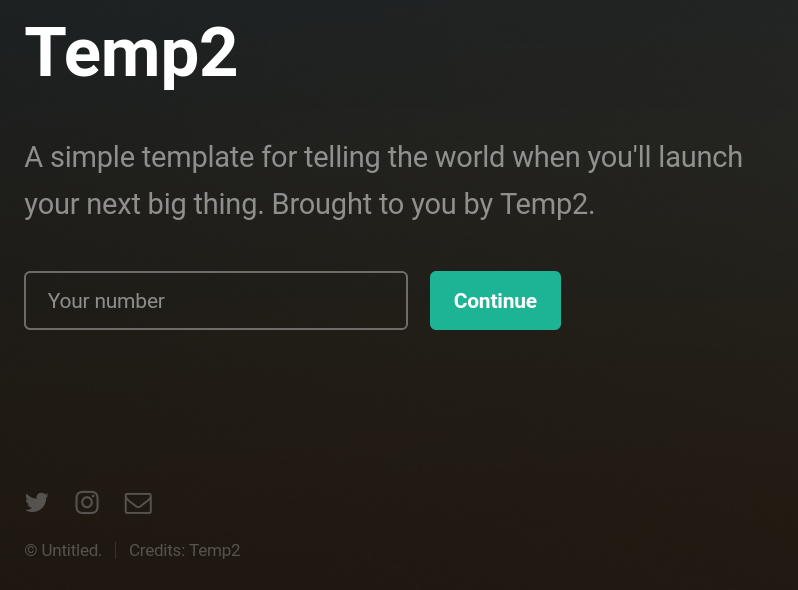 Temp2
A simple template for telling the world when you'll launch
your next big thing. Brought to you by Temp2.
Your number
Continue
© Untitled.
Credits: Temp2